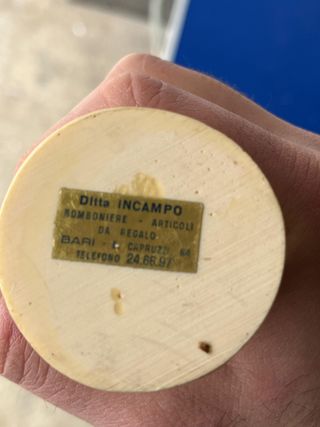 Ditta INCAMPO
BOMBONIERE - ARTICOLI
DA REGALO
BARI - C. CAPRUZZI 64
TELEFONO 24.66.97